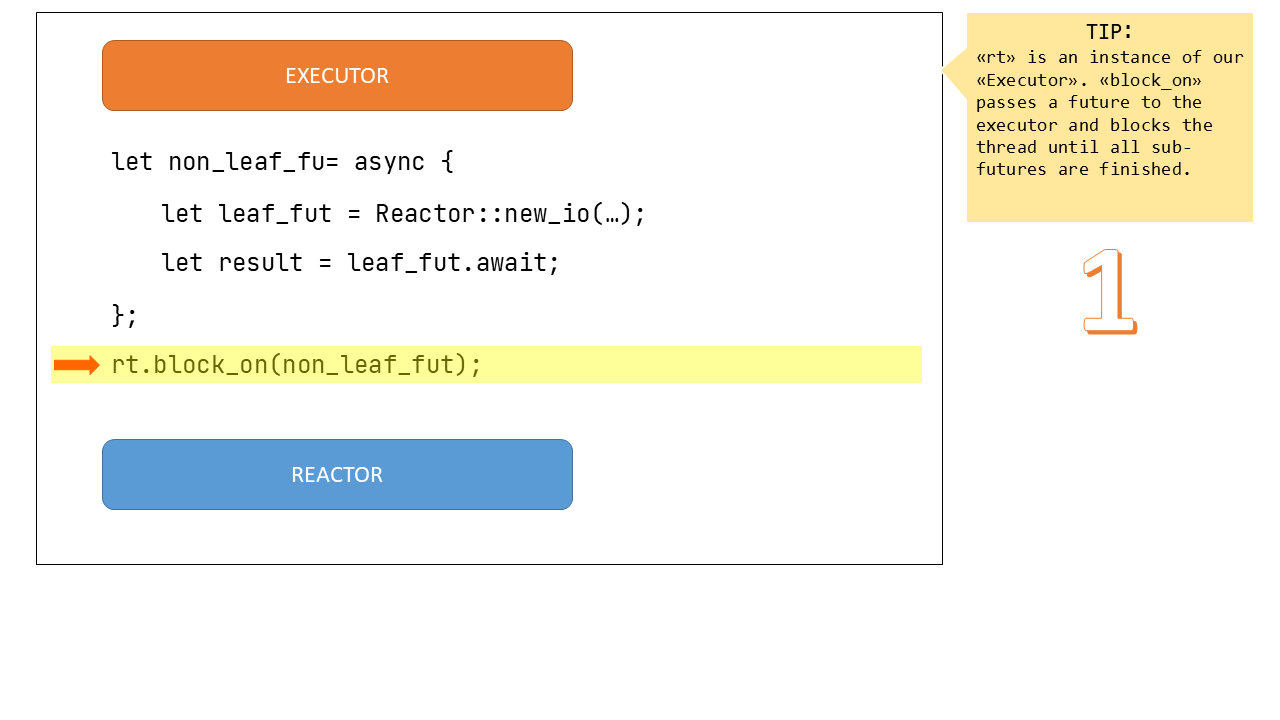 EXECUTOR
let non_leaf_fu= async {
let leaf_fut = Reactor::new_io(…);
let result = leaf_fut.await;
};
rt.block_on(non_leaf_fut);
REACTOR
TIP:
«rt» is an instance of our
«Executor». «block_on»
passes a future to the
executor and blocks the
thread until all sub-
futures are finished.
1